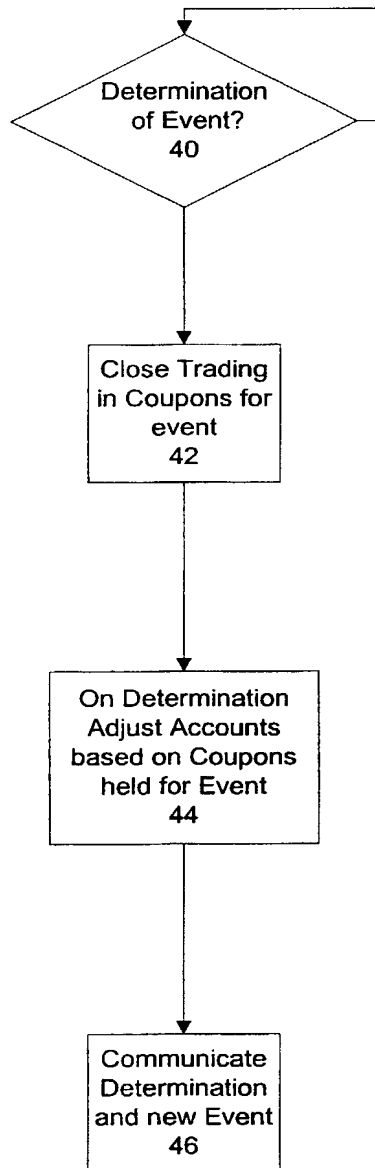 Determination
of Event?
40
Close Trading
in Coupons for
event
42
On Determination
Adjust Accounts
based on Coupons
held for Event
44
Communicate
Determination
and new Event
46